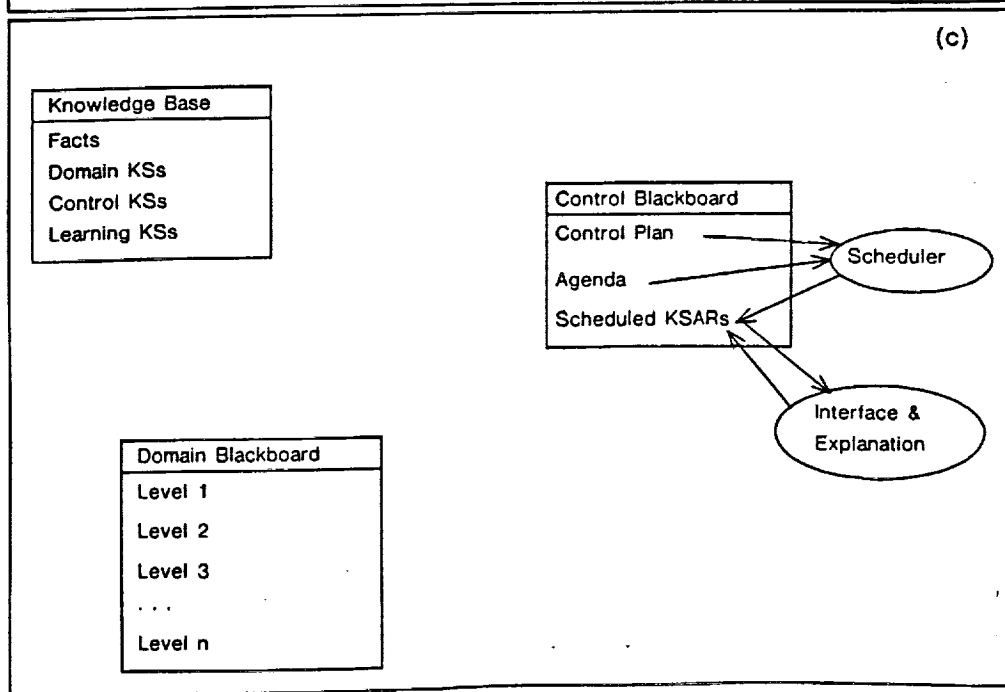 (c)
Knowledge Base
Facts
Domain KSs
Control KSs
Learning KSs
Control Blackboard
Control Plan
Agenda
Scheduled KSARs
Scheduler
Interface &
Explanation
Domain Blackboard
Level 1
Level 2
Level 3
...
Level n